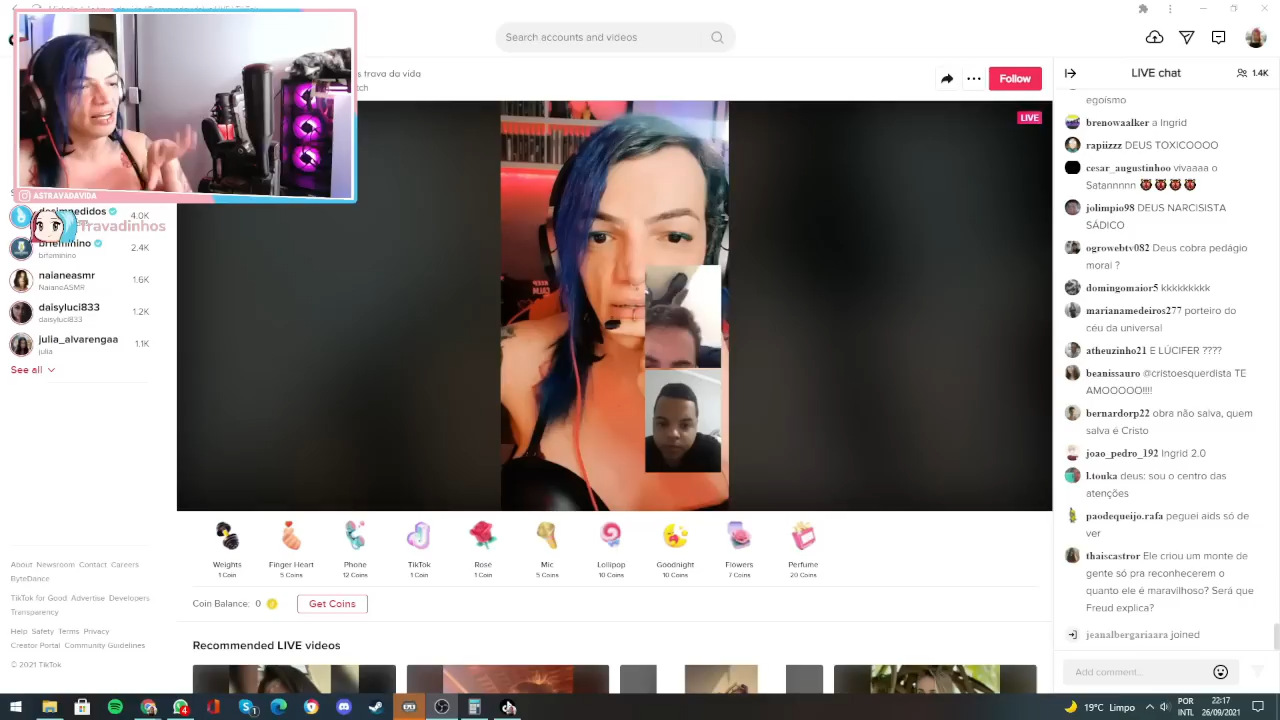 Search accounts and videos
s trava da vida
Follow
LIVE chat
1.4K
LIVE
ASTRAVADAVIDA
Travadinhos
4.0K
brfeminino
2.4K
brfeminino
naianeasmr
1.6K
NaianeASMR
daisyluci833
1.2K
daisyluci833
julia_alvarengaa
1.1K
julia
See all
egoísmo
brenowaalker a Ingrid
rapiizzz DEUS TOXICOOO
cesar_augustinhoo vivaaa o
Satannnnn
jolimpio98 DEUS NARCISISTA
SÁDICO
ogrowebtv082 Deus cobra pedágio
moral ?
domingomaior5 kkkkkkkkk
marianamedeiros277 porteiro do
céu da universal
atheuzinho21 E LÚCIFER ????
beanissauro @cristoesquerdista TE
AMOOOOO!!!!
bernardorp22 obra não salva, quem
salva é Cristo
joao_pedro_192 Ingrid 2.0
l.touka deus: sou o centro das
atenções
paodequeijo.rafa peguei aids só de
ver
thaiscastror Ele criou um monte de
gente só pra reconhecerem o
quanto ele é maravilhoso? Será que
Freud explica?
jeanalbergariaara joined
Add comment...
Weights
1 Coin
Finger Heart
5 Coins
Phone
12 Coins
TikTok
1 Coin
Rose
1 Coin
Mic
5 Coins
Lollipop
10 Coins
Goodnight
10 Coins
Flowers
7 Coins
Perfume
20 Coins
Coin Balance: 0
Get Coins
Recommended LIVE videos
About Newsroom Contact Careers
ByteDance
TikTok for Good Advertise Developers
Transparency
Help Safety Terms Privacy
Creator Portal Community Guidelines
© 2021 TikTok
19°C Limpo
POR
INTL
22:17
26/09/2021